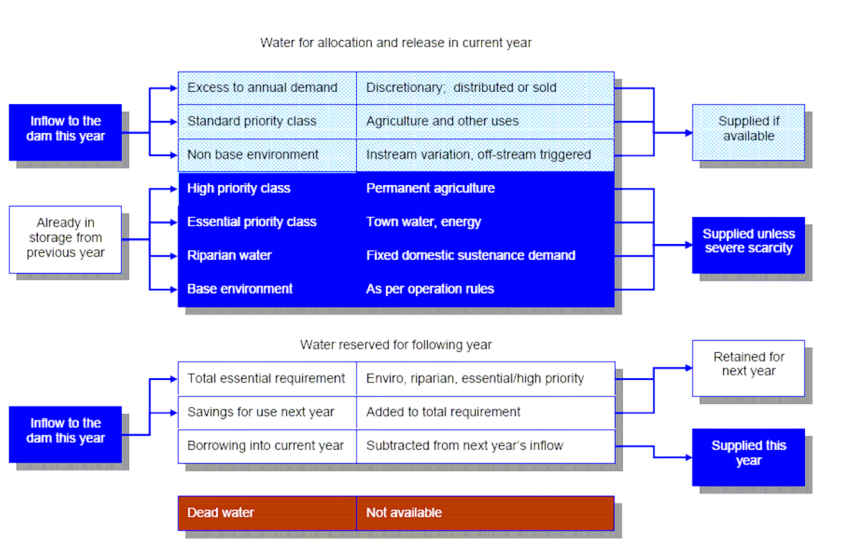 Water for allocation and release in current year
Inflow to the
dam this year
Excess to annual demand
Discretionary; distributed or sold
Standard priority class
Agriculture and other uses
Non base environment
Instream variation, off-stream triggered
Supplied if
available
Already in
storage from
previous year
High priority class
Permanent agriculture
Essential priority class
Town water, energy
Riparian water
Fixed domestic sustenance demand
Base environment
As per operation rules
Supplied unless
severe scarcity
Water reserved for following year
Inflow to the
dam this year
Total essential requirement
Enviro, riparian, essential/high priority
Savings for use next year
Added to total requirement
Borrowing into current year
Subtracted from next year's inflow
Retained for
next year
Supplied this
year
Dead water
Not available